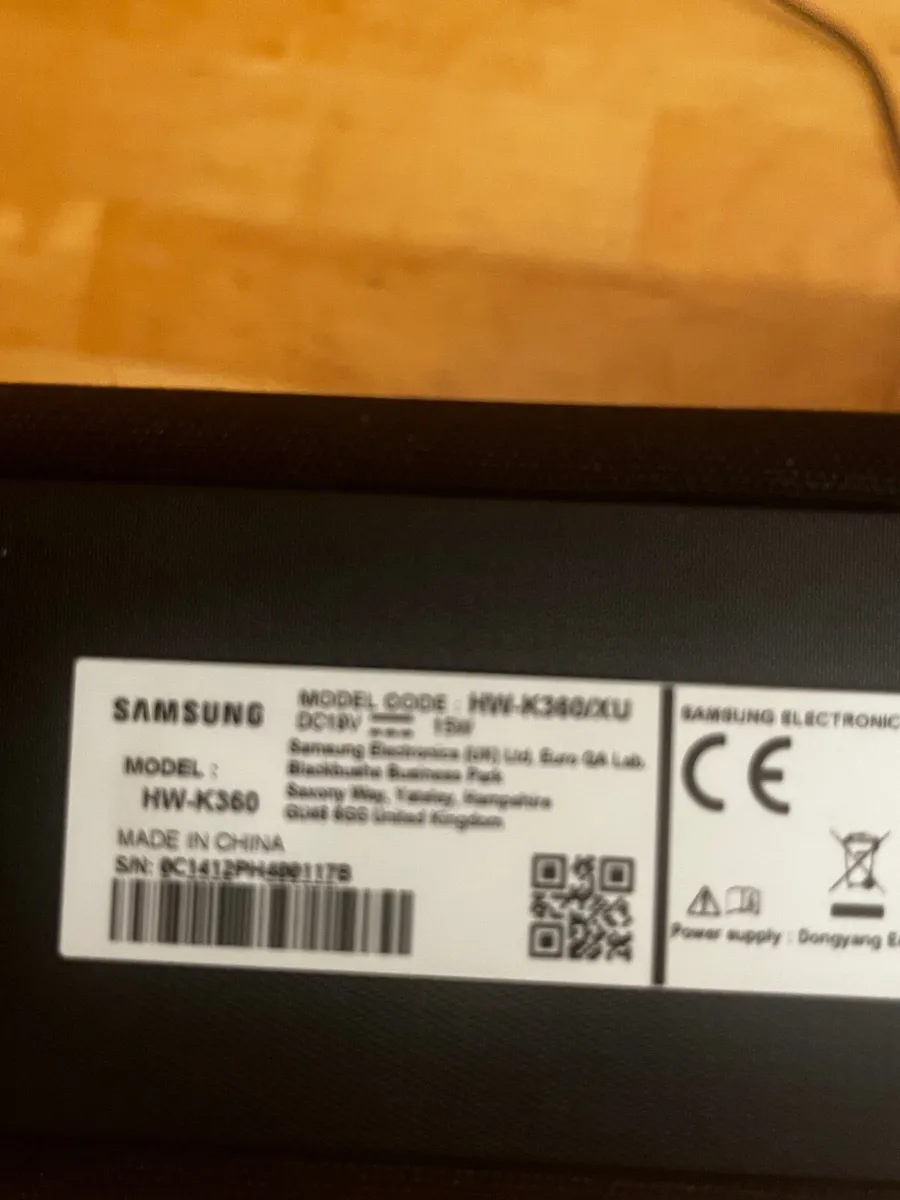 SAMSUNG
MODEL :
HW-K360
MADE IN CHINA
MODEL CODE : HW-K360/XU
DC19V 15W
Samsung Electronics (UK) Ltd, Euro QA Lab.
Blackbushe Business Park
Saxony Way, Yateley, Hampshire
GU46 6GG United Kingdom
SAMSUNG ELECTRONIC
CE
Power supply : Dongyang